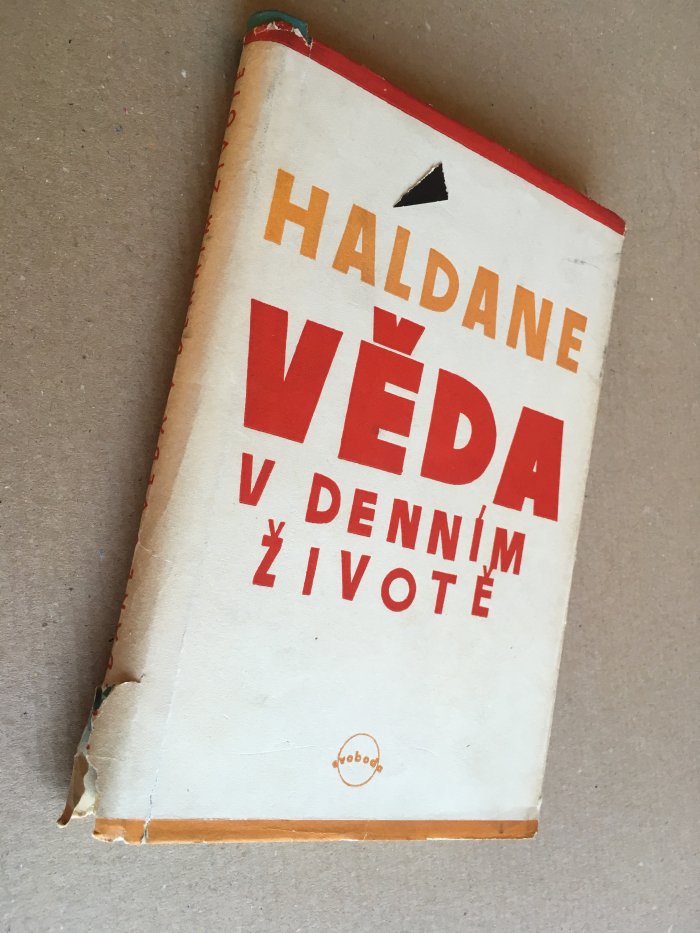 HALDANE
VĚDA
V DENNÍM
ŽIVOTĚ
svoboda